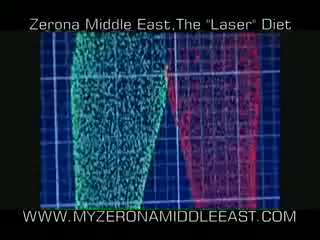 Zerona Middle East,The "Laser" Diet
WWW.MYZERONAMIDDLEEAST.COM